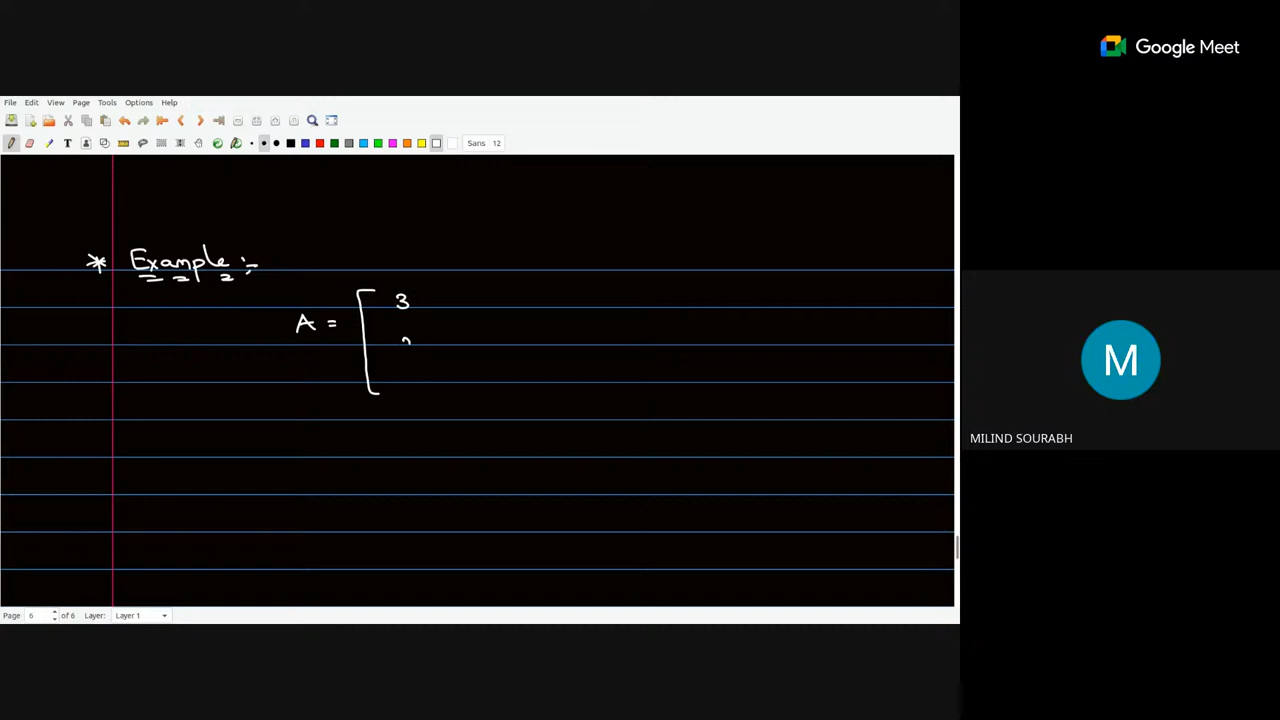 Google Meet
File Edit View Page Tools Options Help
T Sans 12
* Example :-
A = [ 3
M
MILIND SOURABH
Page 6 of 6 Layer: Layer 1